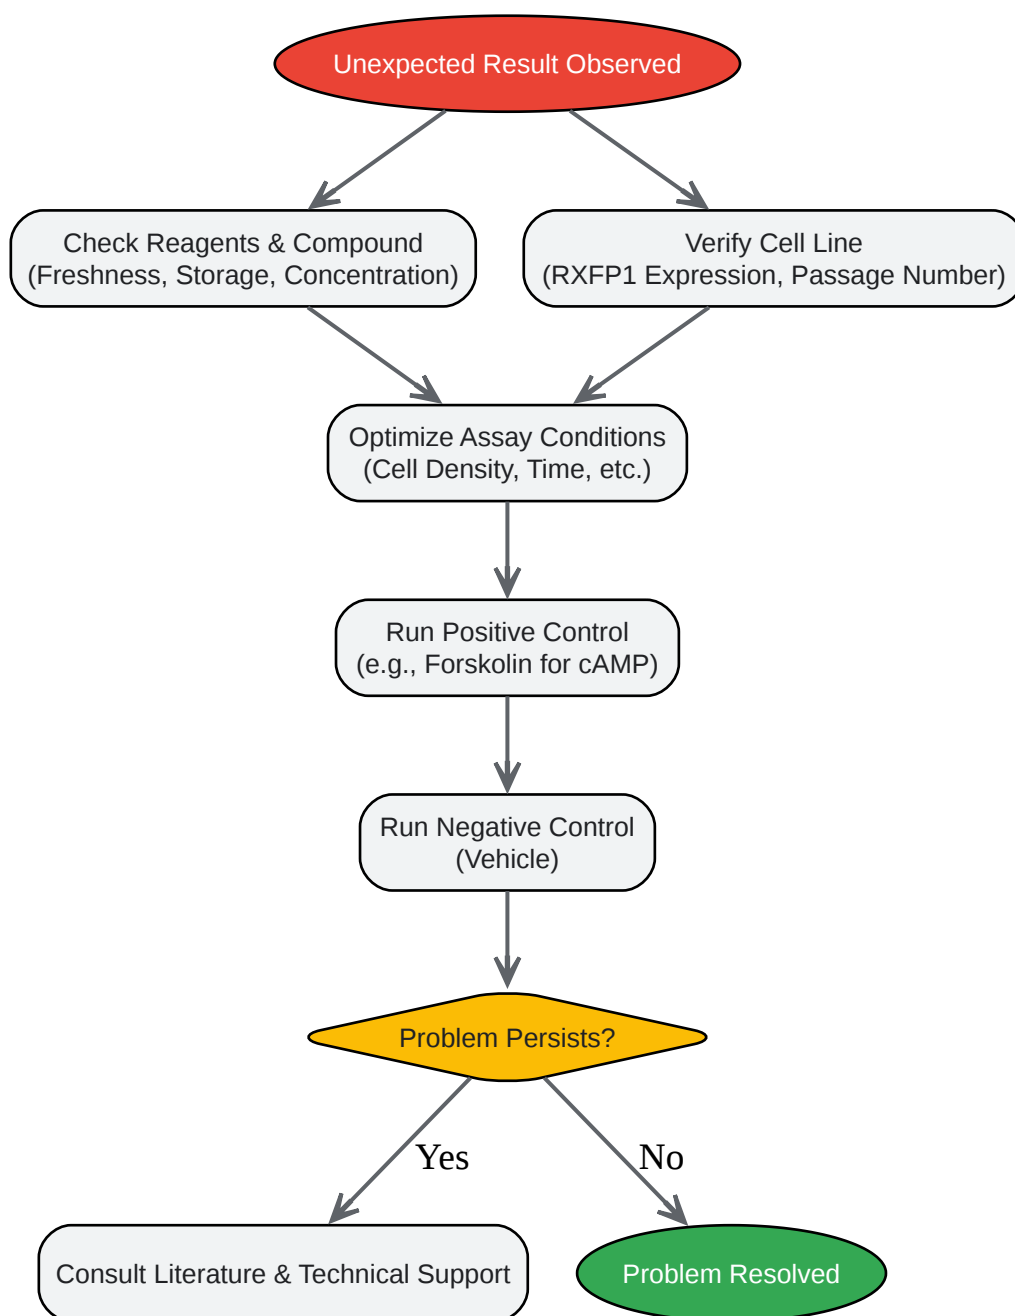 Unexpected Result Observed
Check Reagents & Compound
(Freshness, Storage, Concentration)
Verify Cell Line
(RXFP1 Expression, Passage Number)
Optimize Assay Conditions
(Cell Density, Time, etc.)
Run Positive Control
(e.g., Forskolin for cAMP)
Run Negative Control
(Vehicle)
Problem Persists?
Yes
No
Consult Literature & Technical Support
Problem Resolved